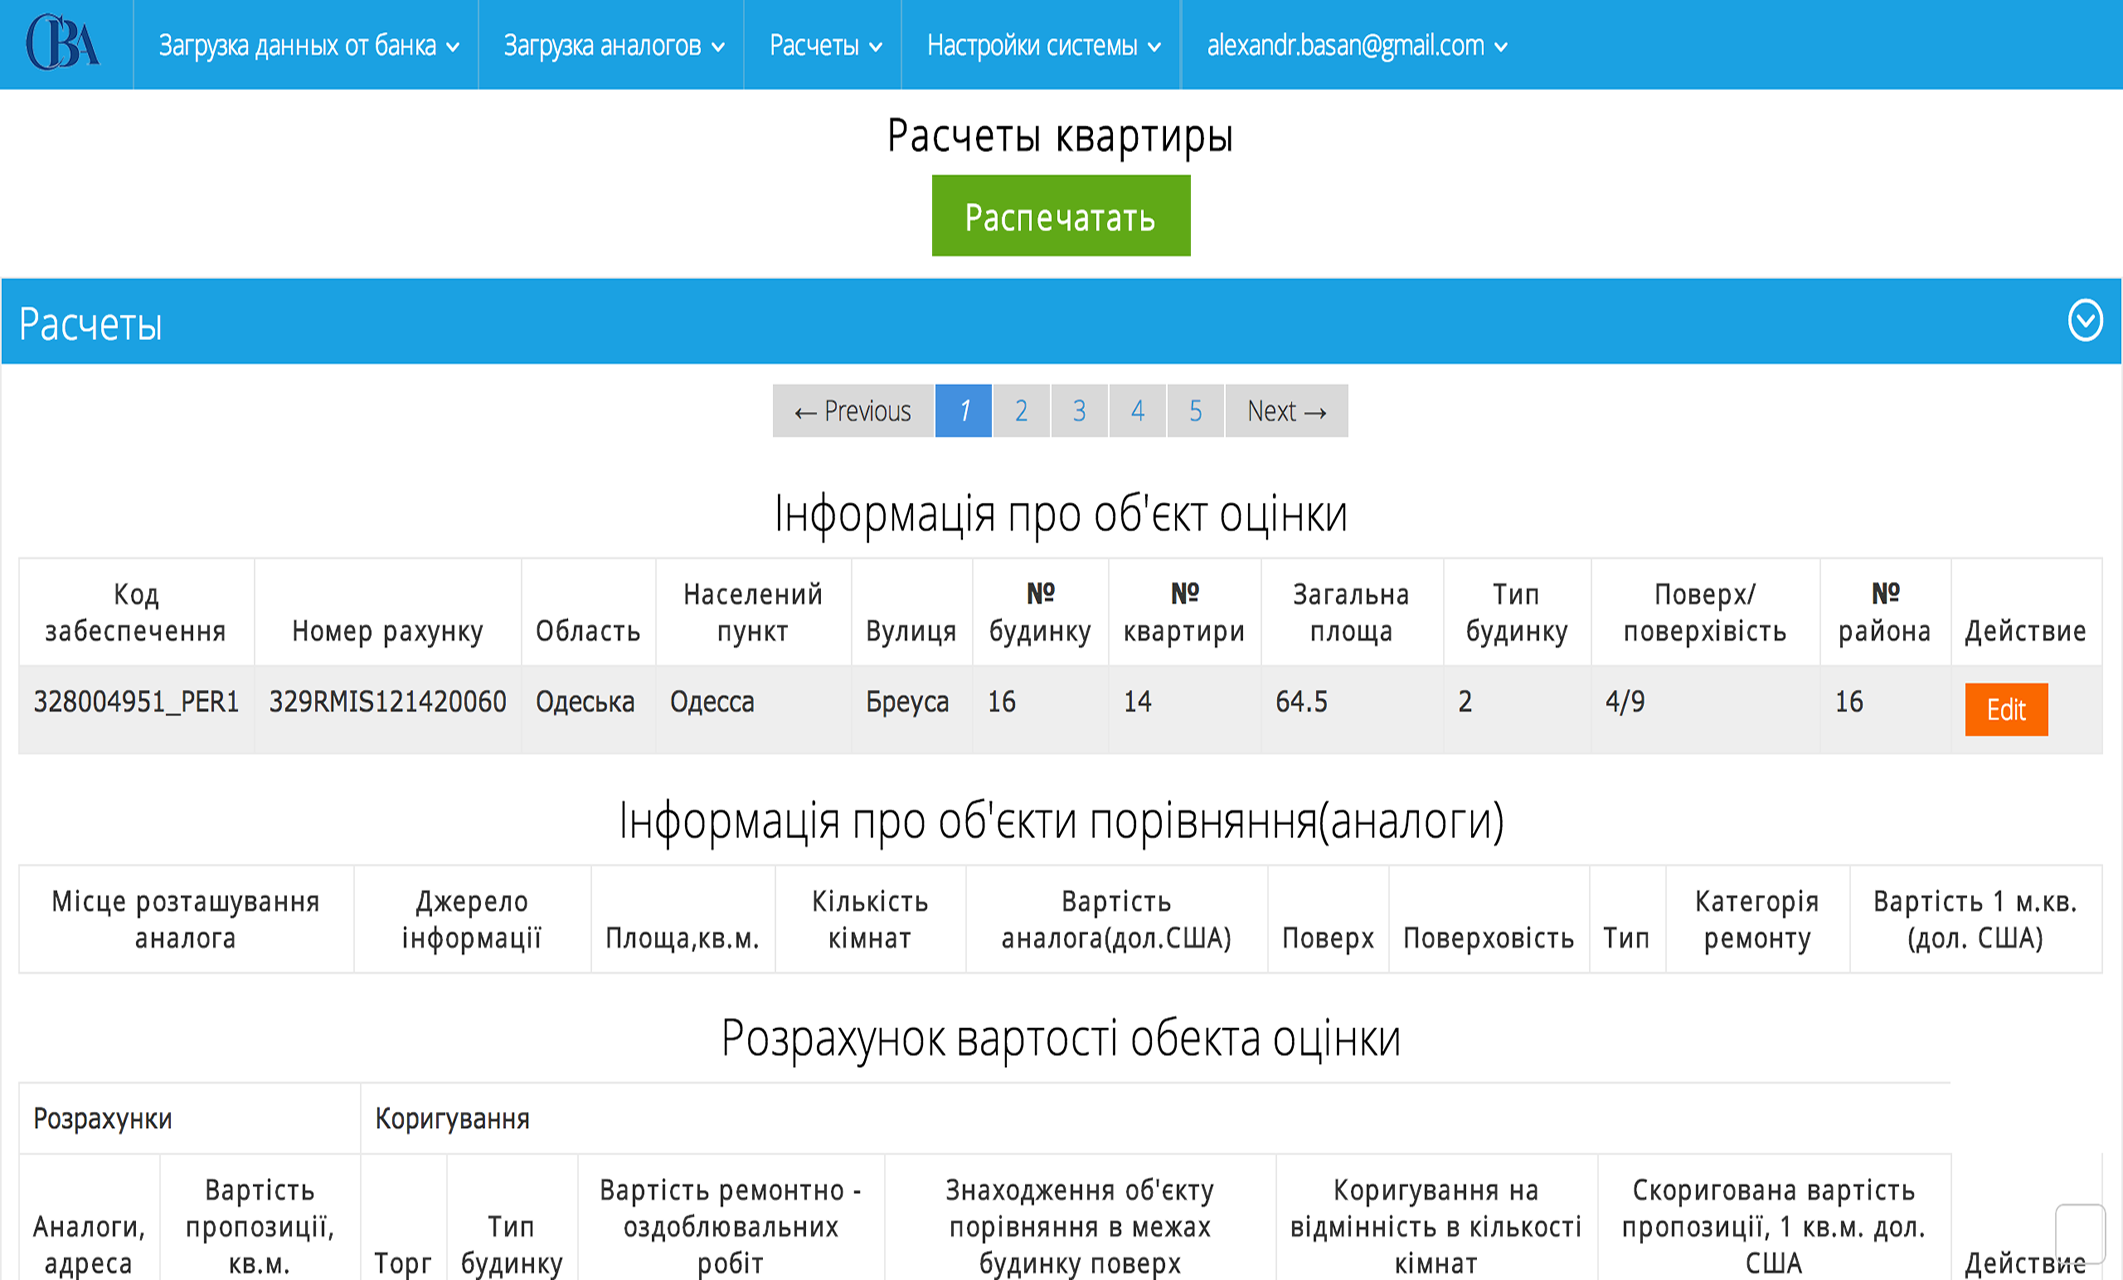 СВА Загрузка данных от банка Загрузка аналогов Расчеты Настройки системы alexandr.basan@gmail.com
Расчеты квартиры
Распечатать
Расчеты
← Previous 1 2 3 4 5 Next →
Інформація про об'єкт оцінки
Код забеспечення
Номер рахунку
Область
Населений пункт
Вулиця
№ будинку
№ квартири
Загальна площа
Тип будинку
Поверх/ поверхівість
№ района
Действие
328004951_PER1 329RMIS121420060 Одеська Одесса Бреуса 16 14 64.5 2 4/9 16 Edit
Інформація про об'єкти порівняння(аналоги)
Місце розташування аналога
Джерело інформації
Площа,кв.м.
Кількість кімнат
Вартість аналога(дол.США)
Поверх
Поверховість
Тип
Категорія ремонту
Вартість 1 м.кв. (дол. США)
Розрахунок вартості обекта оцінки
Розрахунки Коригування
Аналоги, адреса
Вартість пропозиції, кв.м.
Торг
Тип будинку
Вартість ремонтно - оздоблювальних робіт
Знаходження об'єкту порівняння в межах будинку поверх
Коригування на відмінність в кількості кімнат
Скоригована вартість пропозиції, 1 кв.м. дол. США
Действие